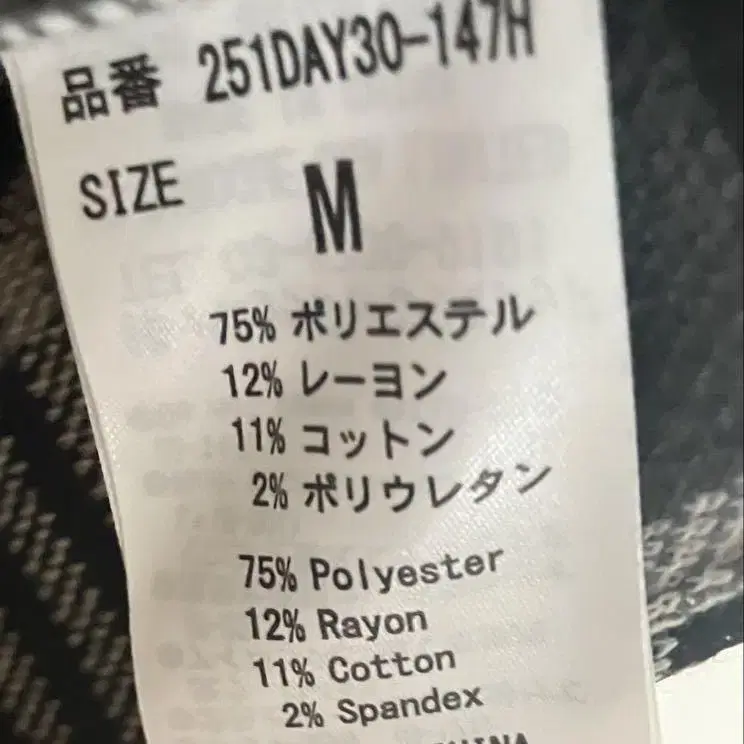 品番 251DAY30-147H
SIZE M
75% ポリエステル
12% レーヨン
11% コットン
2% ポリウレタン
75% Polyester
12% Rayon
11% Cotton
2% Spandex